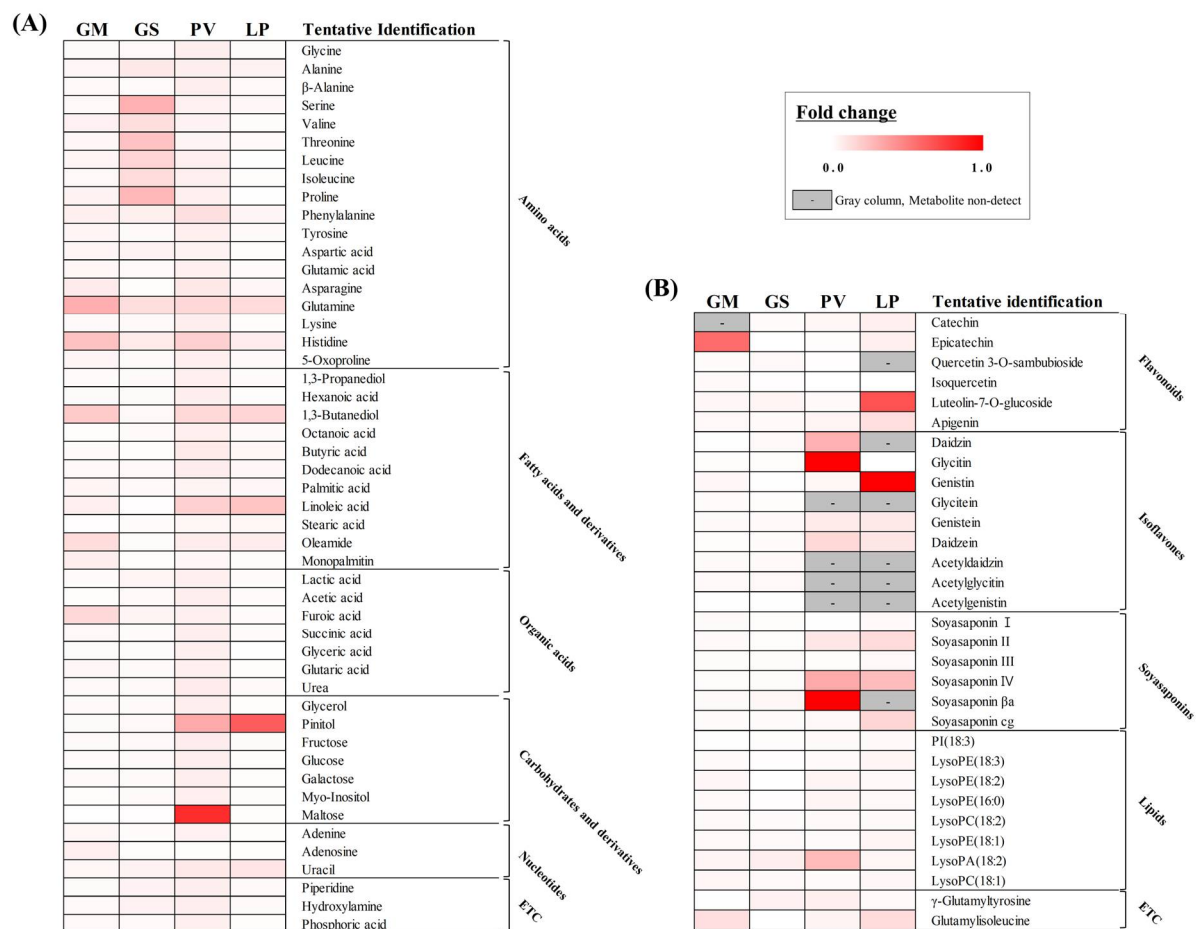 (A)
GM GS PV LP Tentative Identification
Glycine
Alanine
β-Alanine
Serine
Valine
Threonine
Leucine
Isoleucine
Proline
Phenylalanine
Tyrosine
Aspartic acid
Glutamic acid
Asparagine
Glutamine
Lysine
Histidine
5-Oxoproline
Amino acids
1,3-Propanediol
Hexanoic acid
1,3-Butanediol
Octanoic acid
Butyric acid
Dodecanoic acid
Palmitic acid
Linoleic acid
Stearic acid
Oleamide
Monopalmitin
Fatty acids and derivatives
Lactic acid
Acetic acid
Furoic acid
Succinic acid
Glyceric acid
Glutaric acid
Urea
Organic acids
Glycerol
Pinitol
Fructose
Glucose
Galactose
Myo-Inositol
Maltose
Carbohydrates and derivatives
Adenine
Adenosine
Uracil
Nucleotides
Piperidine
Hydroxylamine
Phosphoric acid
ETC
Fold change
0.0 1.0
- Gray column, Metabolite non-detect
(B)
GM GS PV LP Tentative identification
- Catechin
Epicatechin
- Quercetin 3-O-sambubioside
Isoquercetin
Luteolin-7-O-glucoside
Apigenin
Flavonoids
- Daidzin
Glycitin
Genistin
- - Glycitein
Genistein
Daidzein
- - Acetyldaidzin
- - Acetylglycitin
- - Acetylgenistin
Isoflavones
Soyasaponin Ⅰ
Soyasaponin II
Soyasaponin III
Soyasaponin Ⅳ
- Soyasaponin βa
Soyasaponin cg
Soyasaponins
PI(18:3)
LysoPE(18:3)
LysoPE(18:2)
LysoPE(16:0)
LysoPC(18:2)
LysoPE(18:1)
LysoPA(18:2)
LysoPC(18:1)
Lipids
γ-Glutamyltyrosine
Glutamylisoleucine
ETC